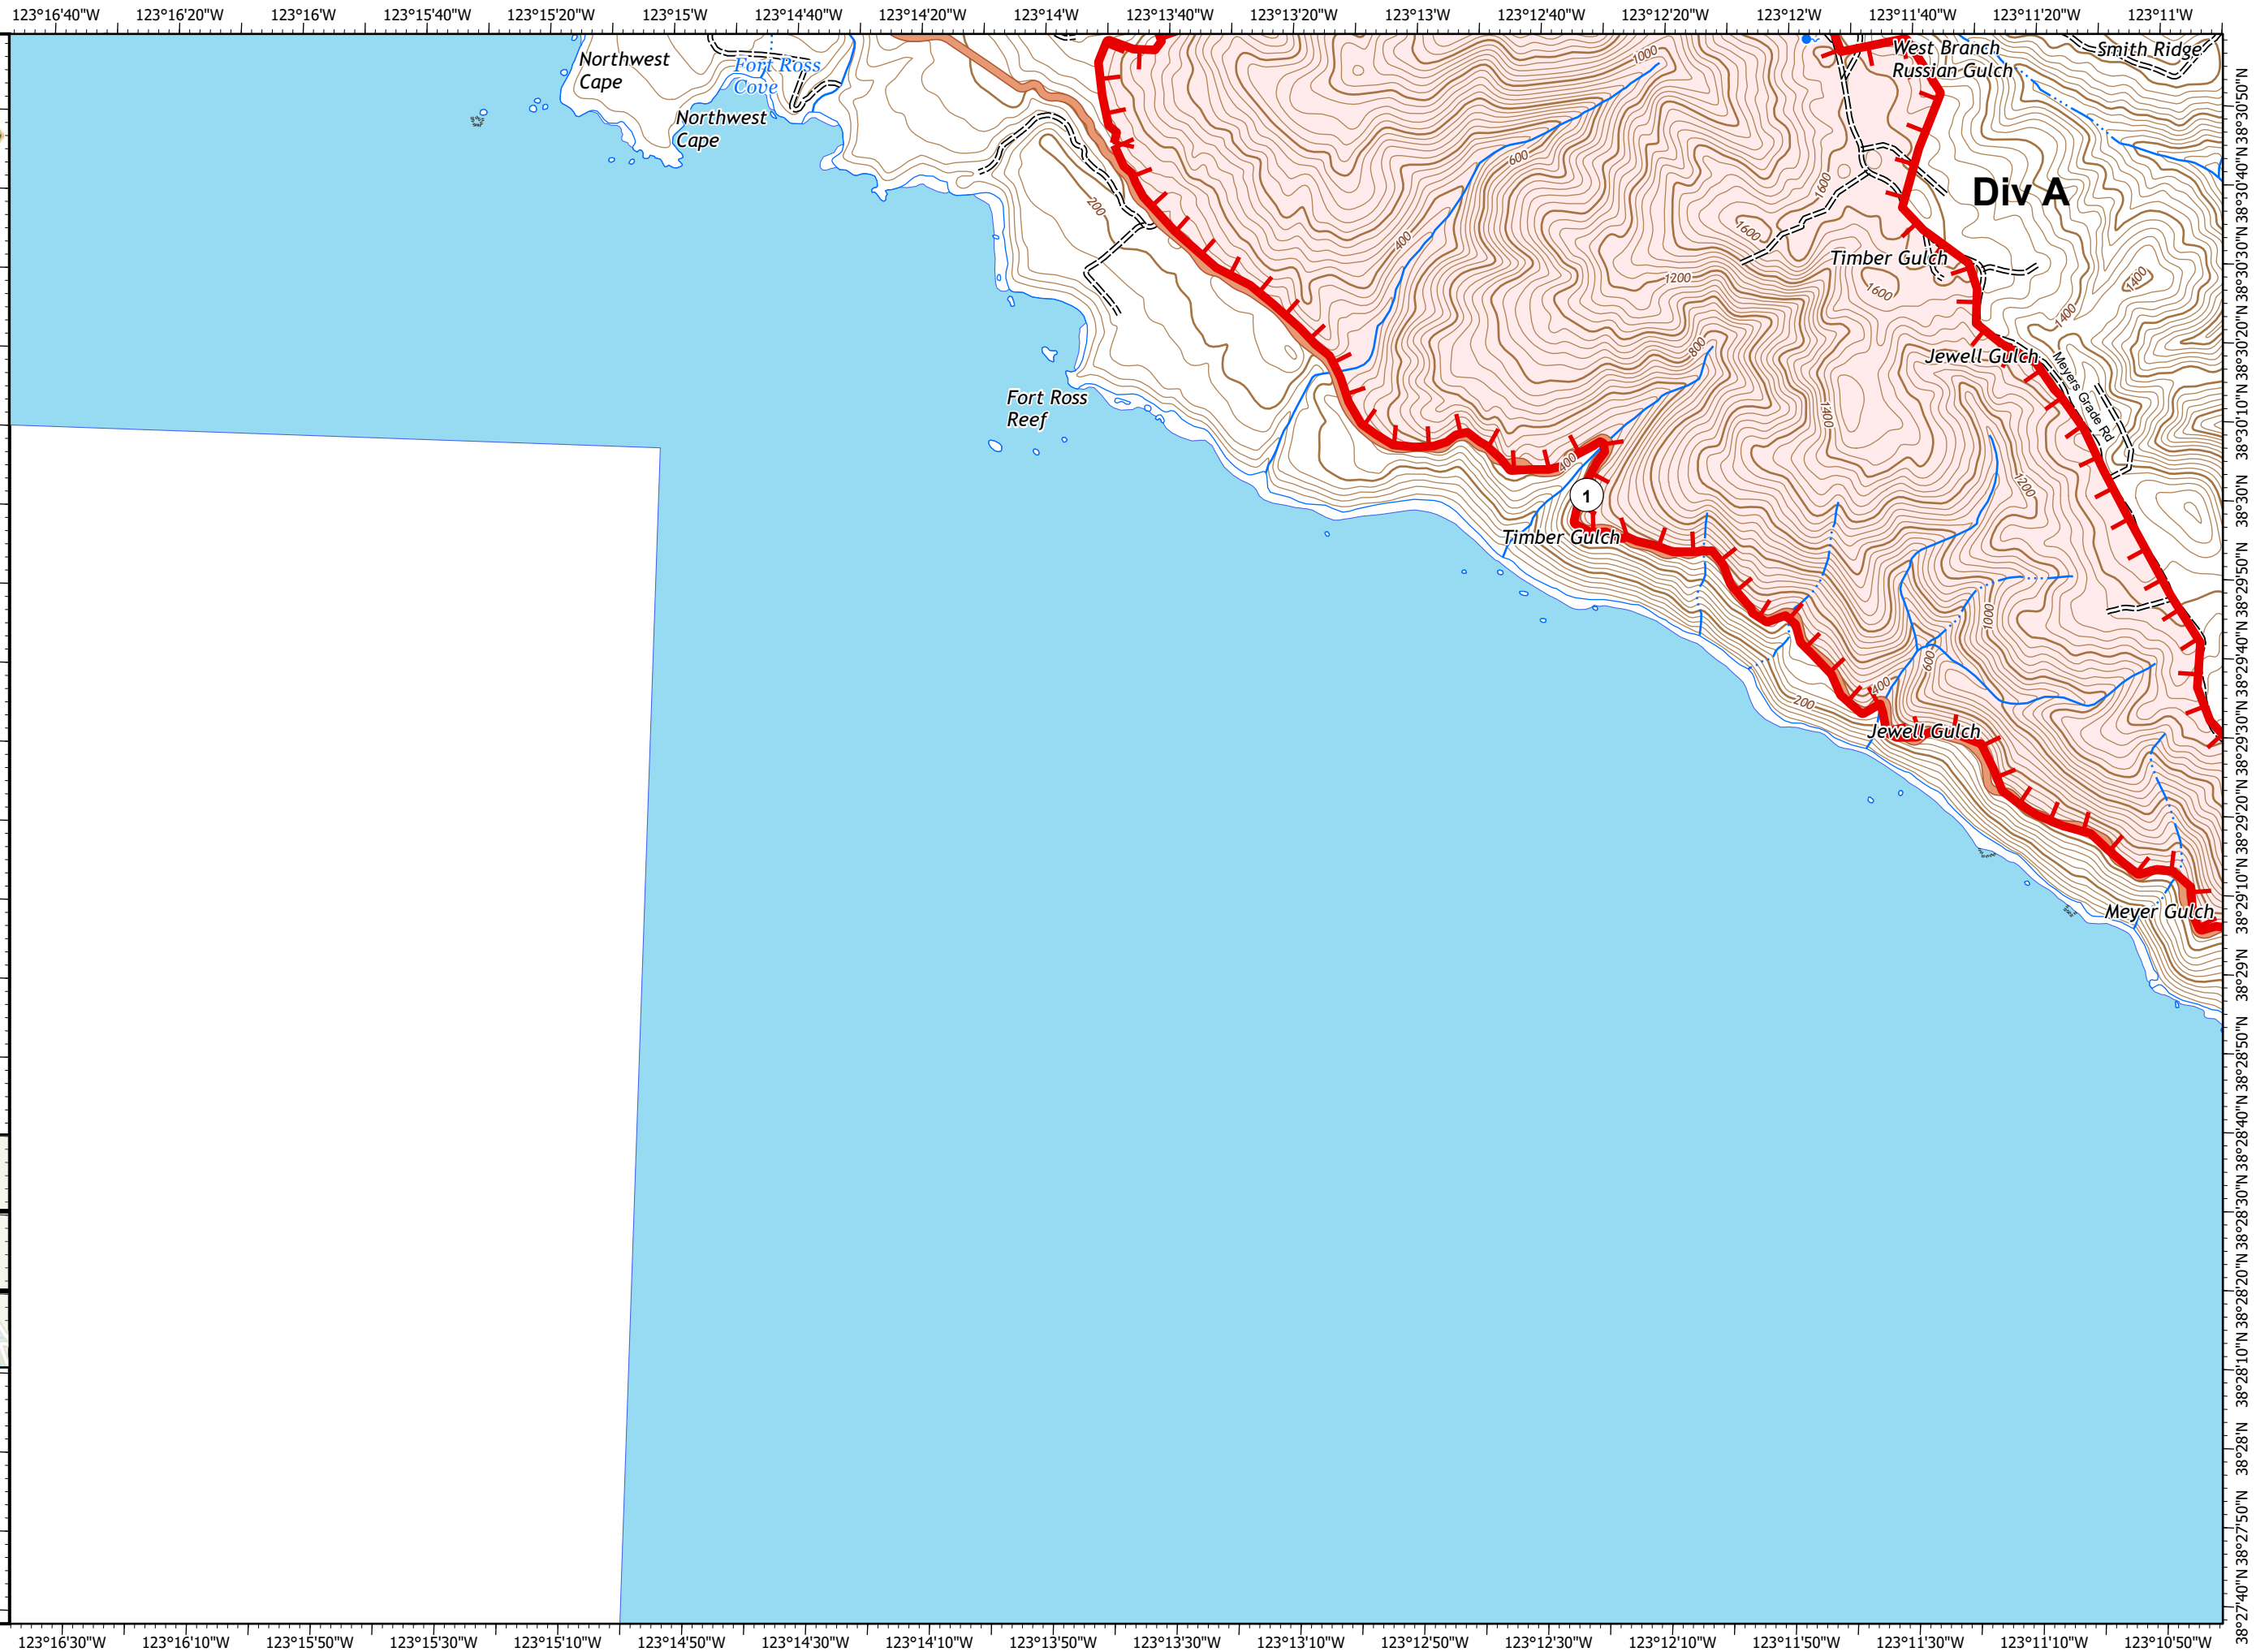 123°16'40"W 123°16'20"W 123°16'W 123°15'40"W 123°15'20"W 123°15'W 123°14'40"W 123°14'20"W 123°14'W 123°13'40"W 123°13'20"W 123°13'W 123°12'40"W 123°12'20"W 123°12'W 123°11'40"W 123°11'20"W 123°11'W
Northwest
Cape
Fort Ross
Cove
Northwest
Cape
1000
West Branch
Russian Gulch
Smith Ridge
600
Div A
200
400
1600
1600
Timber Gulch
1200
1600
1400
1400
800
Jewell Gulch
Meyers Grade Rd
Fort Ross
Reef
1400
400
1200
1
Timber Gulch
1000
600
400
200
Jewell Gulch
Meyer Gulch
38°30'50"N
38°30'40"N
38°30'30"N
38°30'20"N
38°30'10"N
38°30'N
38°29'50"N
38°29'40"N
38°29'30"N
38°29'20"N
38°29'10"N
38°29'N
38°28'50"N
38°28'40"N
38°28'30"N
38°28'20"N
38°28'10"N
38°28'N
38°27'50"N
38°27'40"N
123°16'30"W 123°16'10"W 123°15'50"W 123°15'30"W 123°15'10"W 123°14'50"W 123°14'30"W 123°14'10"W 123°13'50"W 123°13'30"W 123°13'10"W 123°12'50"W 123°12'30"W 123°12'10"W 123°11'50"W 123°11'30"W 123°11'10"W 123°10'50"W